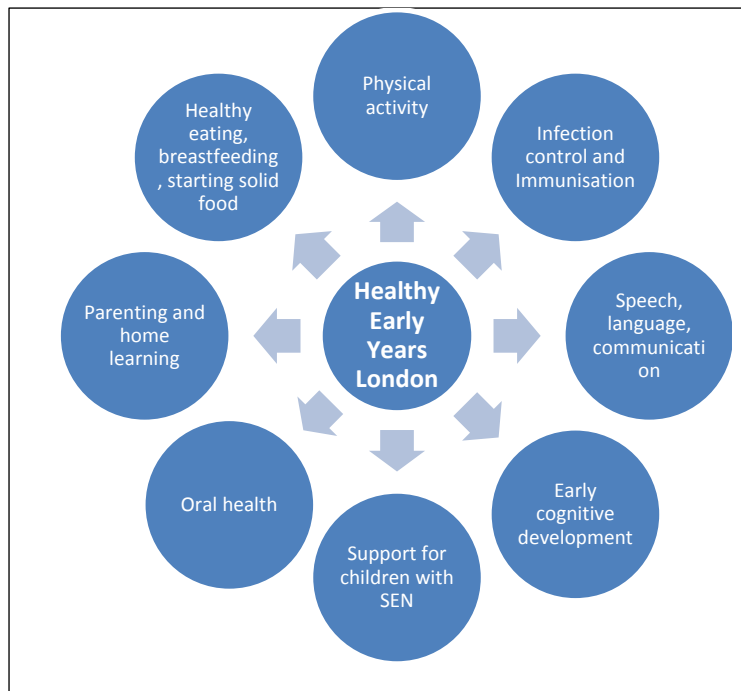 Physical
activity
Infection
control and
Immunisation
Speech,
language,
communicati
on
Early
cognitive
development
Support for
children with
SEN
Oral health
Parenting and
home
learning
Healthy
eating,
breastfeeding
, starting solid
food
Healthy
Early
Years
London